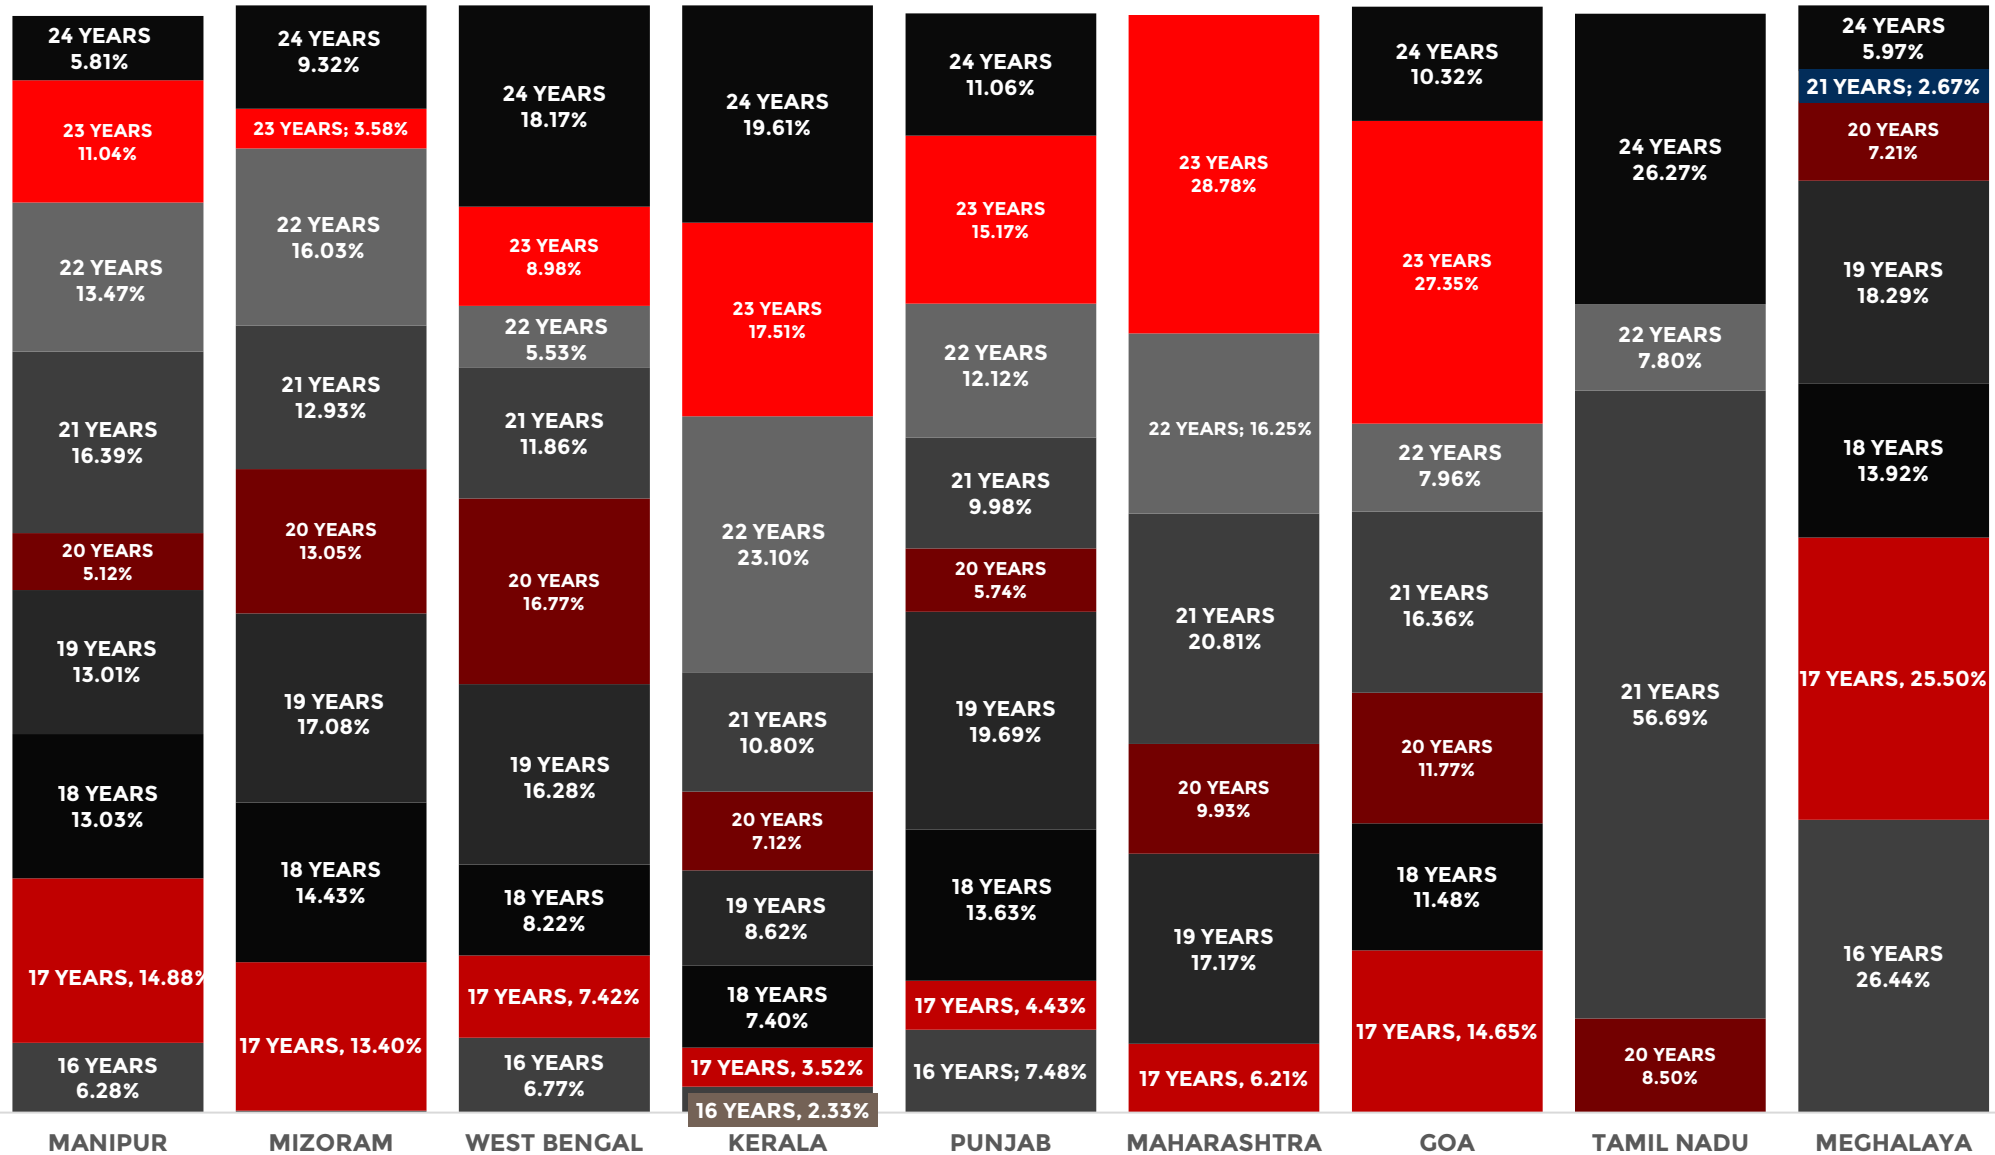 24 YEARS
5.81%
23 YEARS
11.04%
22 YEARS
13.47%
21 YEARS
16.39%
20 YEARS
5.12%
19 YEARS
13.01%
18 YEARS
13.03%
17 YEARS, 14.88%
16 YEARS
6.28%
MANIPUR
24 YEARS
9.32%
23 YEARS; 3.58%
22 YEARS
16.03%
21 YEARS
12.93%
20 YEARS
13.05%
19 YEARS
17.08%
18 YEARS
14.43%
17 YEARS, 13.40%
MIZORAM
24 YEARS
18.17%
23 YEARS
8.98%
22 YEARS
5.53%
21 YEARS
11.86%
20 YEARS
16.77%
19 YEARS
16.28%
18 YEARS
8.22%
17 YEARS, 7.42%
16 YEARS
6.77%
WEST BENGAL
24 YEARS
19.61%
23 YEARS
17.51%
22 YEARS
23.10%
21 YEARS
10.80%
20 YEARS
7.12%
19 YEARS
8.62%
18 YEARS
7.40%
17 YEARS, 3.52%
16 YEARS, 2.33%
KERALA
24 YEARS
11.06%
23 YEARS
15.17%
22 YEARS
12.12%
21 YEARS
9.98%
20 YEARS
5.74%
19 YEARS
19.69%
18 YEARS
13.63%
17 YEARS, 4.43%
16 YEARS; 7.48%
PUNJAB
23 YEARS
28.78%
22 YEARS; 16.25%
21 YEARS
20.81%
20 YEARS
9.93%
19 YEARS
17.17%
17 YEARS, 6.21%
MAHARASHTRA
24 YEARS
10.32%
23 YEARS
27.35%
22 YEARS
7.96%
21 YEARS
16.36%
20 YEARS
11.77%
18 YEARS
11.48%
17 YEARS, 14.65%
GOA
24 YEARS
26.27%
22 YEARS
7.80%
21 YEARS
56.69%
20 YEARS
8.50%
TAMIL NADU
24 YEARS
5.97%
21 YEARS; 2.67%
20 YEARS
7.21%
19 YEARS
18.29%
18 YEARS
13.92%
17 YEARS, 25.50%
16 YEARS
26.44%
MEGHALAYA